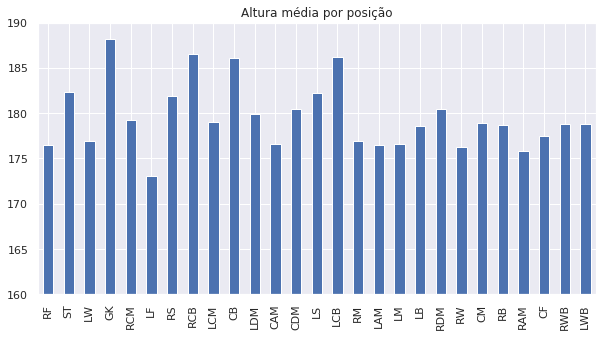 Altura média por posição
190
185
180
175
170
165
160
RF
ST
LW
GK
RCM
LF
RS
RCB
LCM
CB
LDM
CAM
CDM
LS
LCB
RM
LAM
LM
LB
RDM
RW
CM
RB
RAM
CF
RWB
LWB